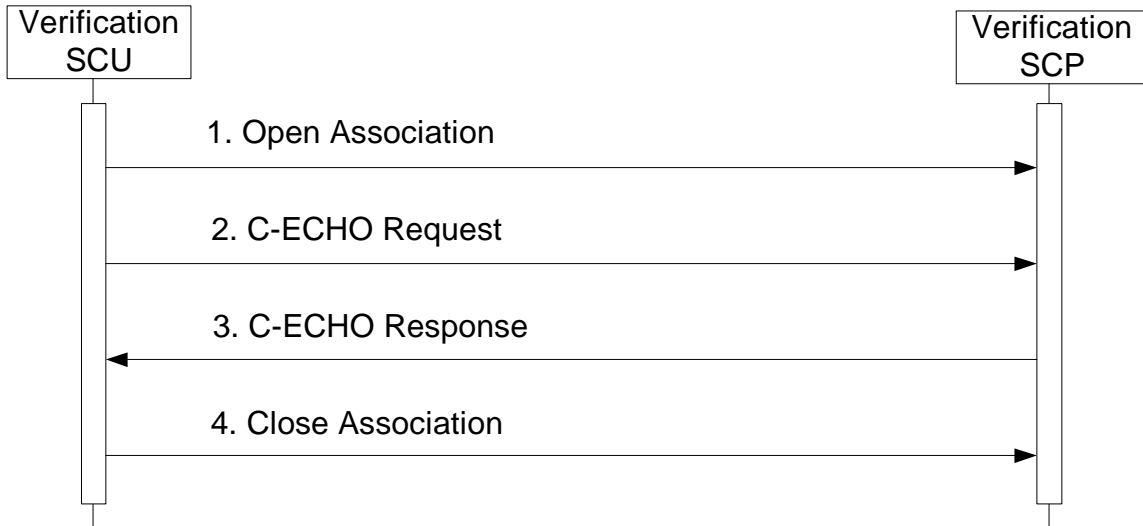 Verification
SCU
Verification
SCP
1. Open Association
2. C-ECHO Request
3. C-ECHO Response
4. Close Association